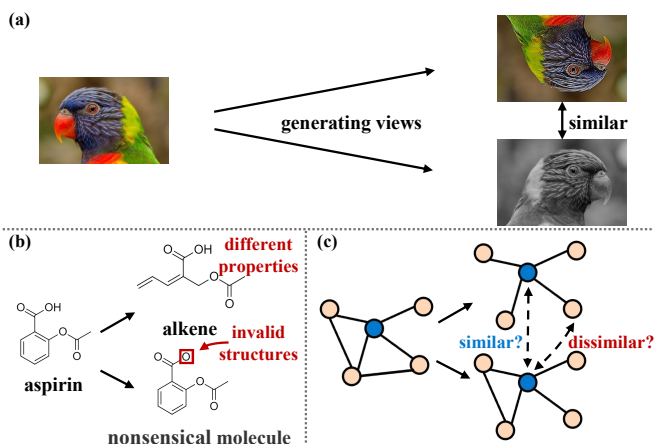 (a)
generating views
similar
(b)
OH
O
O
O
different
properties
alkene
OH
O
O
O
aspirin
invalid
structures
O
O
O
O
nonsensical molecule
(c)
similar?
dissimilar?